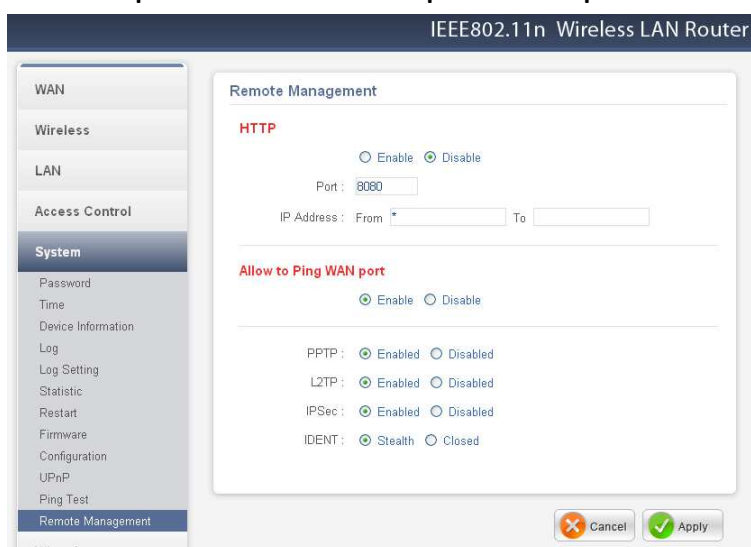 IEEE802.11n Wireless LAN Router
WAN
Wireless
LAN
Access Control
System
Password
Time
Device Information
Log
Log Setting
Statistic
Restart
Firmware
Configuration
UPnP
Ping Test
Remote Management
Remote Management
HTTP
Enable Disable
Port : 8080
IP Address : From * To
Allow to Ping WAN port
Enable Disable
PPTP : Enabled Disabled
L2TP : Enabled Disabled
IPSec : Enabled Disabled
IDENT : Stealth Closed
Cancel Apply